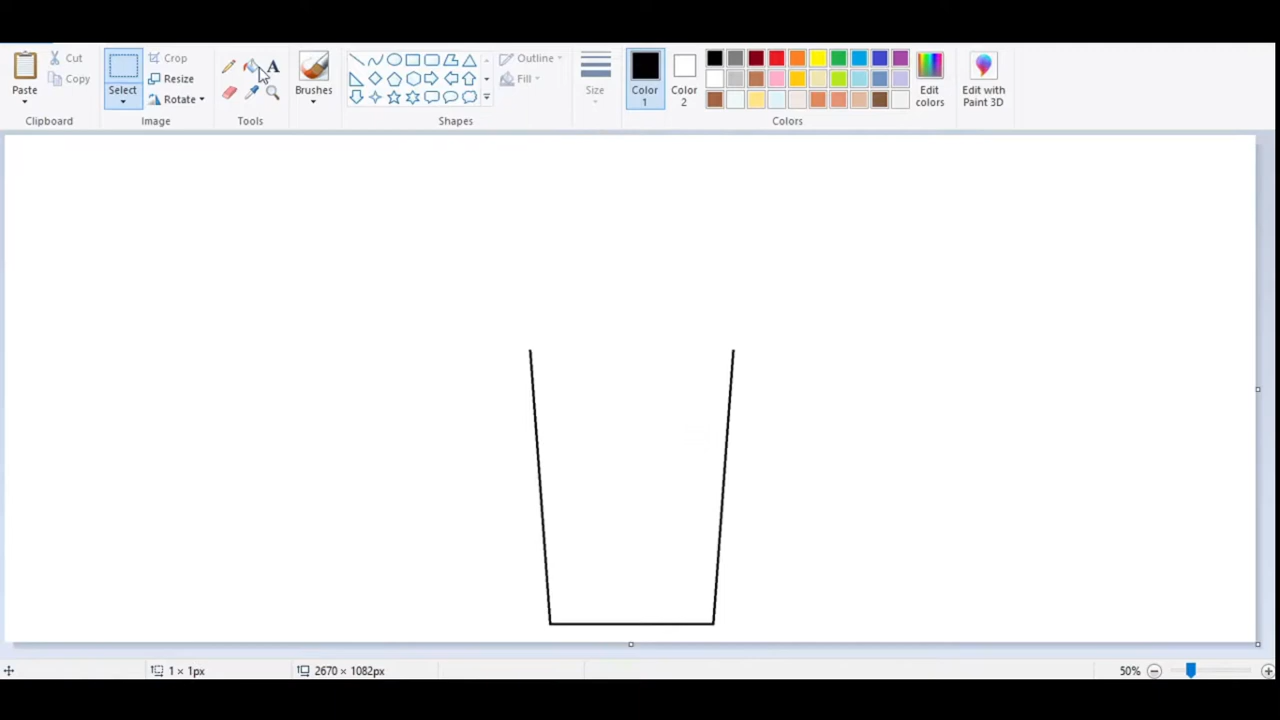 Cut
Copy
Paste
Clipboard
Select
Crop
Resize
Rotate
Image
A
Tools
Brushes
Outline
Fill
Shapes
Size
Color 1
Color 2
Edit colors
Colors
Edit with Paint 3D
1 × 1px
2670 × 1082px
50%